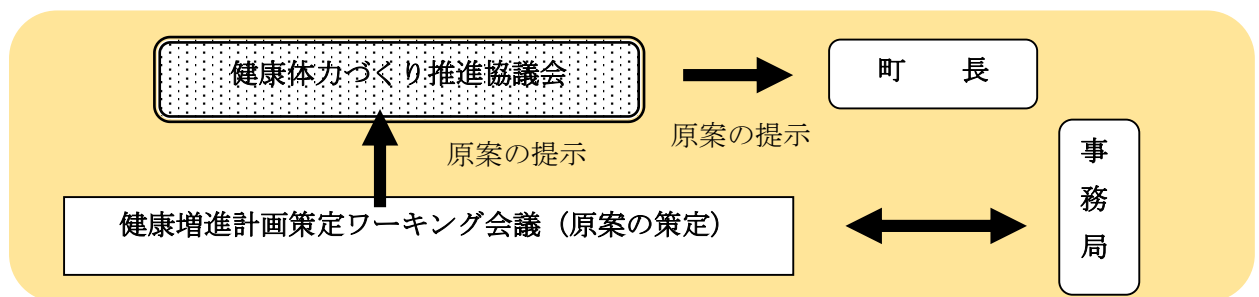 健康体力づくり推進協議会
町　長
原案の提示
原案の提示
事務局
健康増進計画策定ワーキング会議（原案の策定）